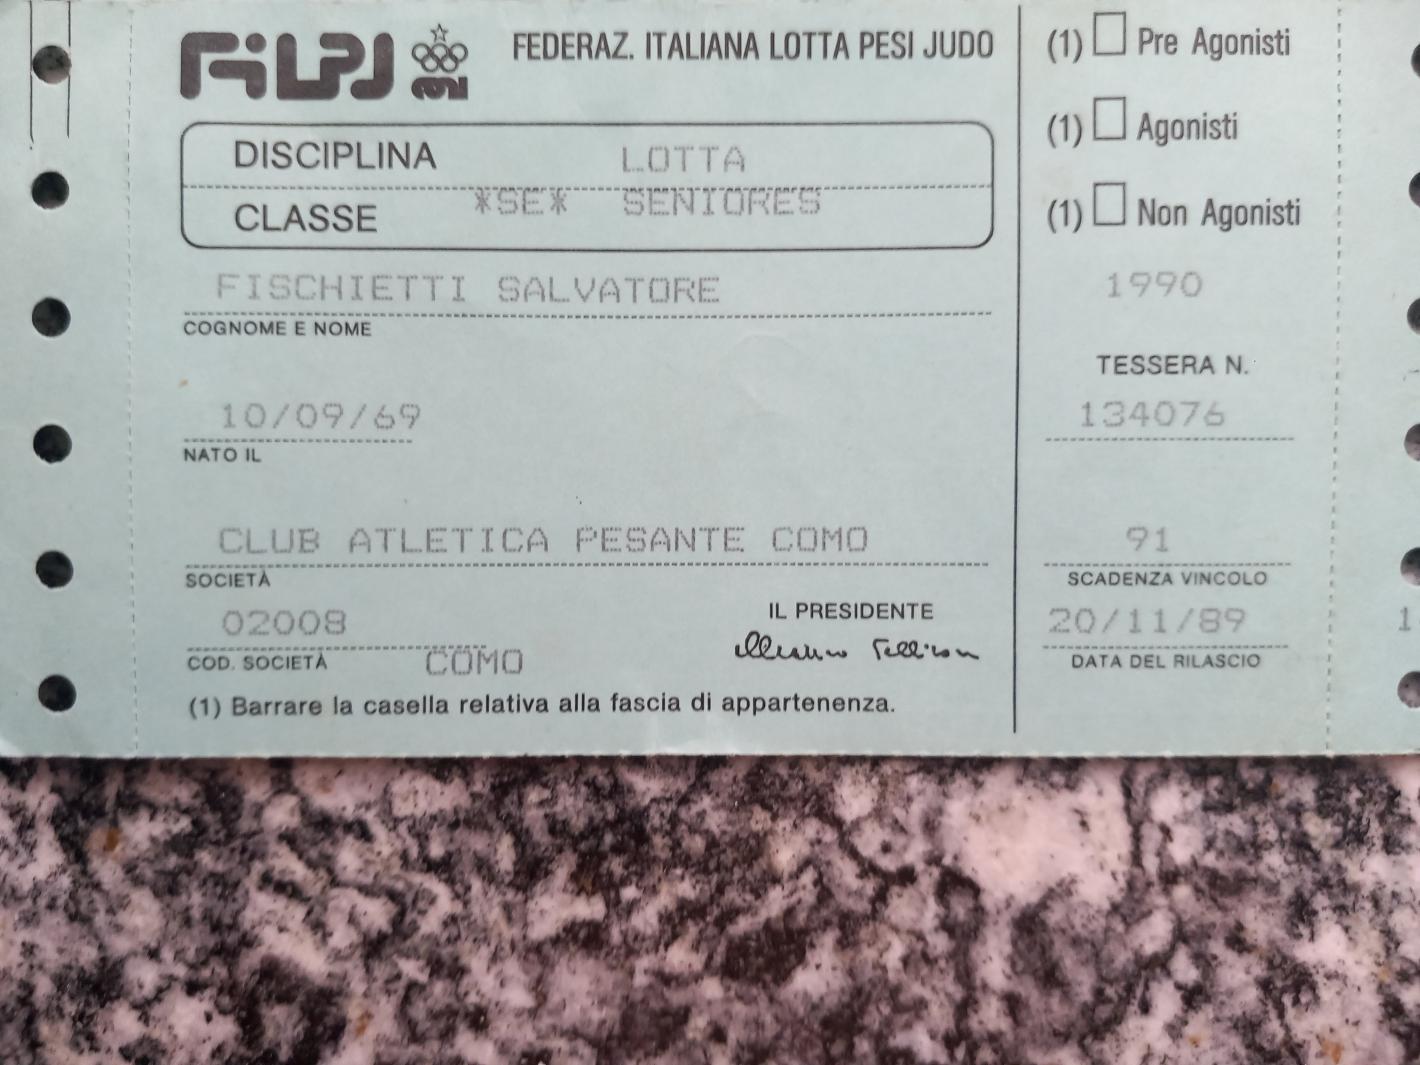 FILPJ
FEDERAZ. ITALIANA LOTTA PESI JUDO
DISCIPLINA LOTTA
CLASSE *SE* SENIORES
FISCHIETTI SALVATORE
COGNOME E NOME
10/09/69
NATO IL
CLUB ATLETICA PESANTE COMO
SOCIETÀ
02008
COD. SOCIETÀ COMO
IL PRESIDENTE
(1) Barrare la casella relativa alla fascia di appartenenza.
(1) Pre Agonisti
(1) Agonisti
(1) Non Agonisti
1990
TESSERA N.
134076
91
SCADENZA VINCOLO
20/11/89
DATA DEL RILASCIO
1